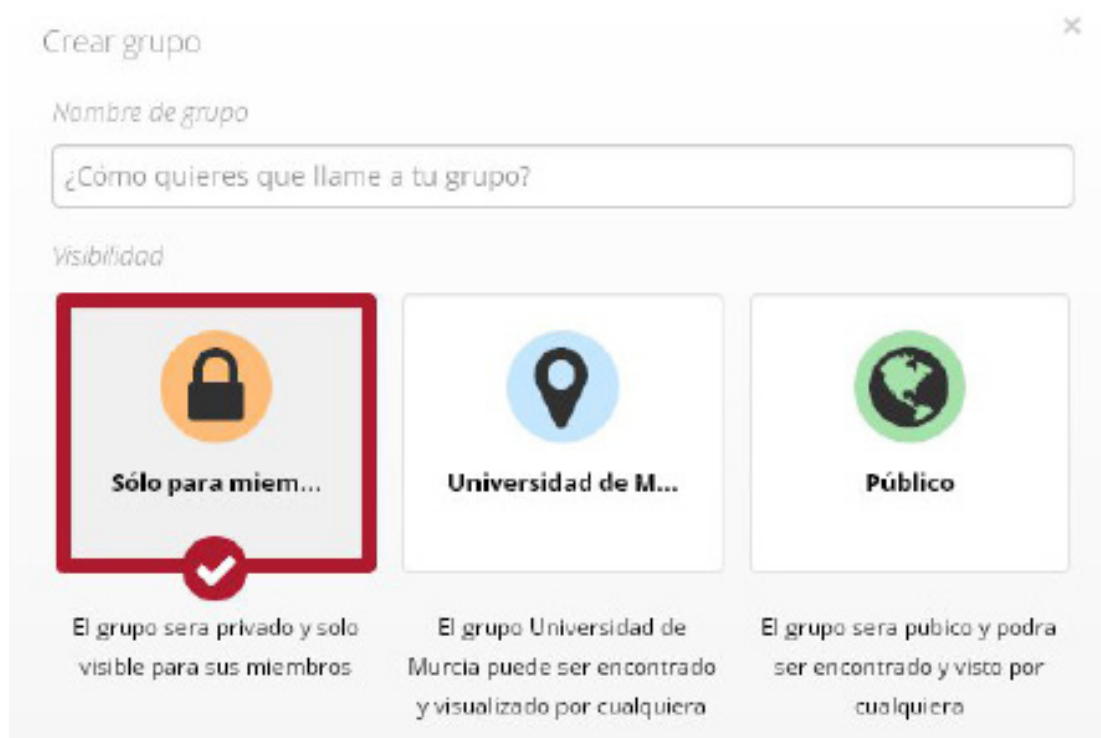 Crear grupo
×
Nombre de grupo
¿Cómo quieres que llame a tu grupo?
Visibilidad
Sólo para miem...
Universidad de M...
Público
El grupo sera privado y solo
visible para sus miembros
El grupo Universidad de
Murcia puede ser encontrado
y visualizado por cualquiera
El grupo sera pubico y podra
ser encontrado y visto por
cualquiera